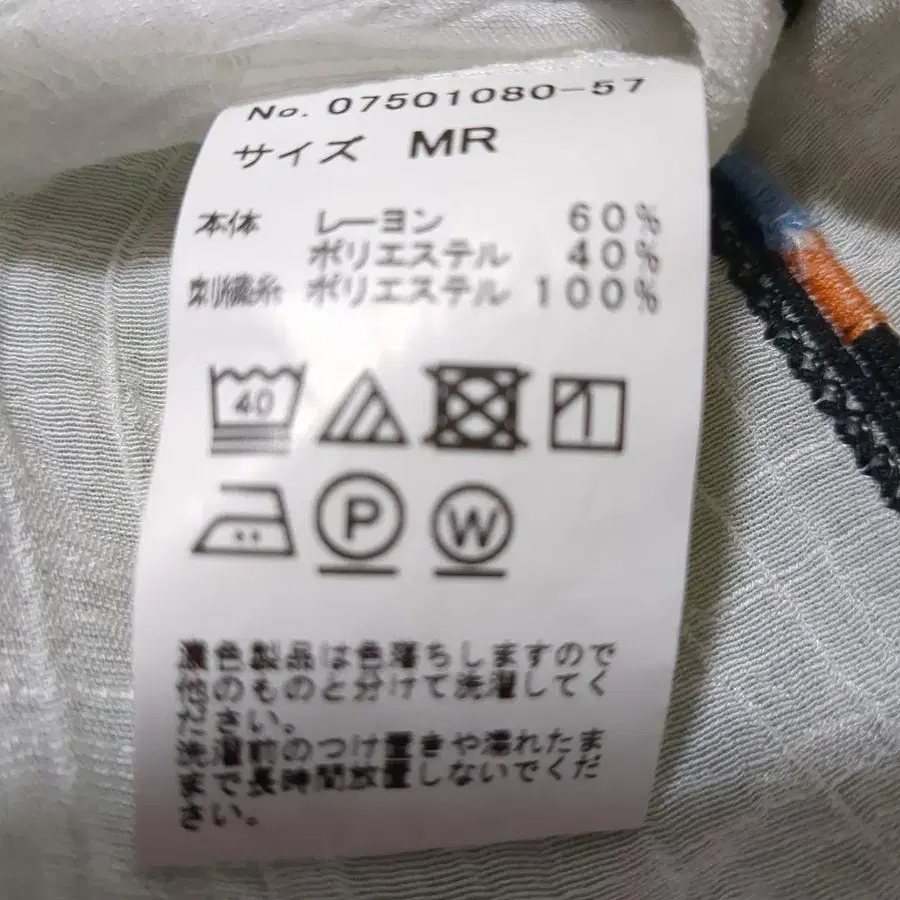 No. 07501080-57
サイズ MR
本体 レーヨン 60%
ポリエステル 40%
刺繍糸 ポリエステル 100%
40
P W
濃色製品は色落ちしますので
他のものと分けて洗濯してく
ださい。
洗濯前のつけ置きや濡れたま
まで長時間放置しないでくだ
さい。